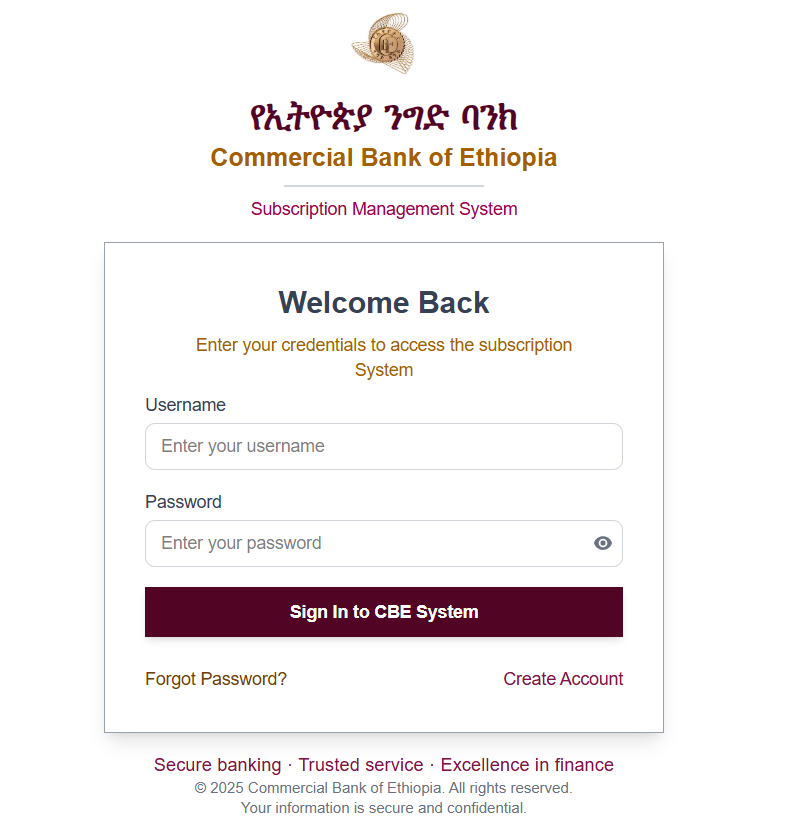 የኢትዮጵያ ንግድ ባንክ
Commercial Bank of Ethiopia
Subscription Management System
Welcome Back
Enter your credentials to access the subscription
System
Username
Enter your username
Password
Enter your password
Sign In to CBE System
Forgot Password?
Create Account
Secure banking · Trusted service · Excellence in finance
© 2025 Commercial Bank of Ethiopia. All rights reserved.
Your information is secure and confidential.